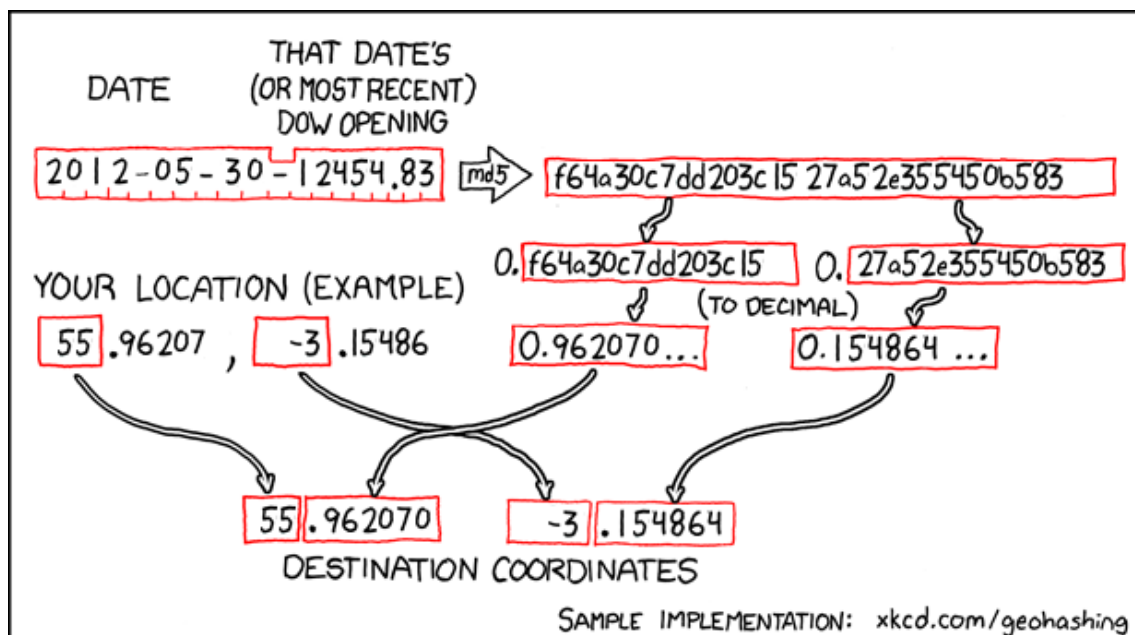 DATE
THAT DATE'S
(OR MOST RECENT)
DOW OPENING
2012-05-30-12454.83
md5
f64a30c7dd203c15 27a52e355450b583
0.f64a30c7dd203c15
0.27a52e355450b583
YOUR LOCATION (EXAMPLE)
(TO DECIMAL)
55.96207, -3.15486
0.962070...
0.154864...
55.962070
-3.154864
DESTINATION COORDINATES
SAMPLE IMPLEMENTATION: xkcd.com/geohashing